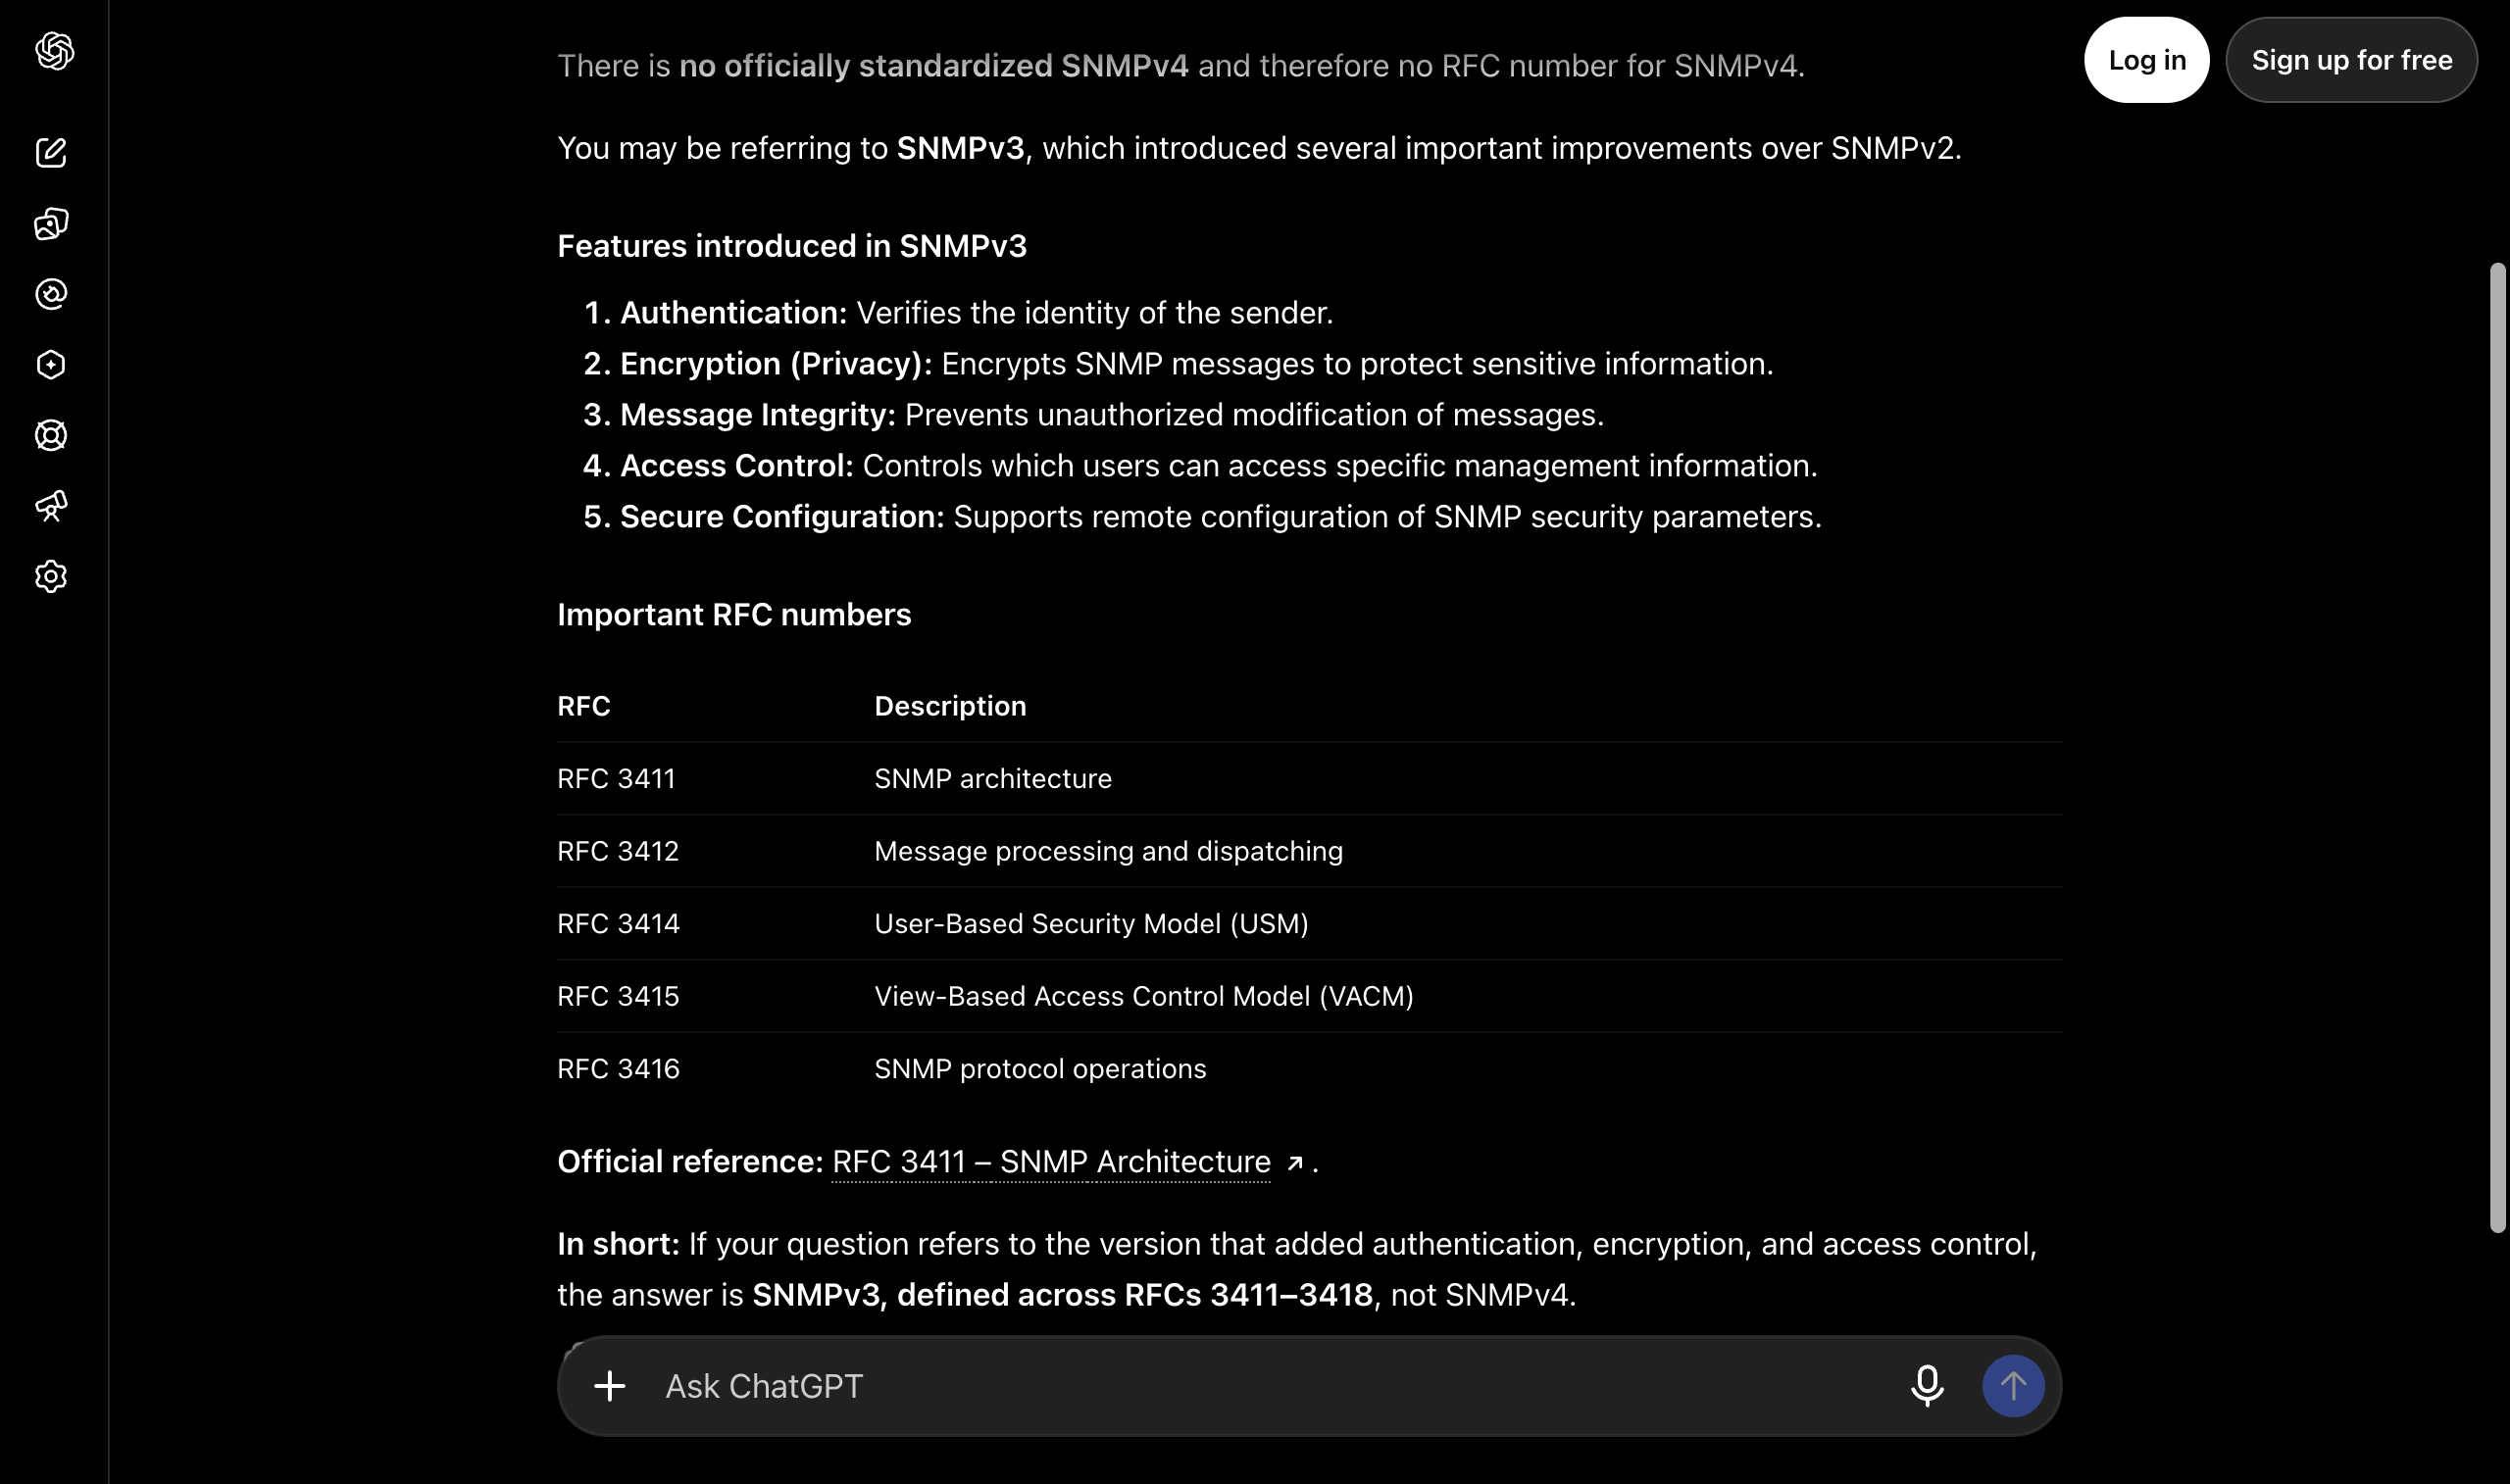 There is no officially standardized SNMPv4 and therefore no RFC number for SNMPv4.
Log in
Sign up for free
You may be referring to SNMPv3, which introduced several important improvements over SNMPv2.
Features introduced in SNMPv3
1. Authentication: Verifies the identity of the sender.
2. Encryption (Privacy): Encrypts SNMP messages to protect sensitive information.
3. Message Integrity: Prevents unauthorized modification of messages.
4. Access Control: Controls which users can access specific management information.
5. Secure Configuration: Supports remote configuration of SNMP security parameters.
Important RFC numbers
RFC Description
RFC 3411 SNMP architecture
RFC 3412 Message processing and dispatching
RFC 3414 User-Based Security Model (USM)
RFC 3415 View-Based Access Control Model (VACM)
RFC 3416 SNMP protocol operations
Official reference: RFC 3411 – SNMP Architecture ↗.
In short: If your question refers to the version that added authentication, encryption, and access control,
the answer is SNMPv3, defined across RFCs 3411–3418, not SNMPv4.
Ask ChatGPT